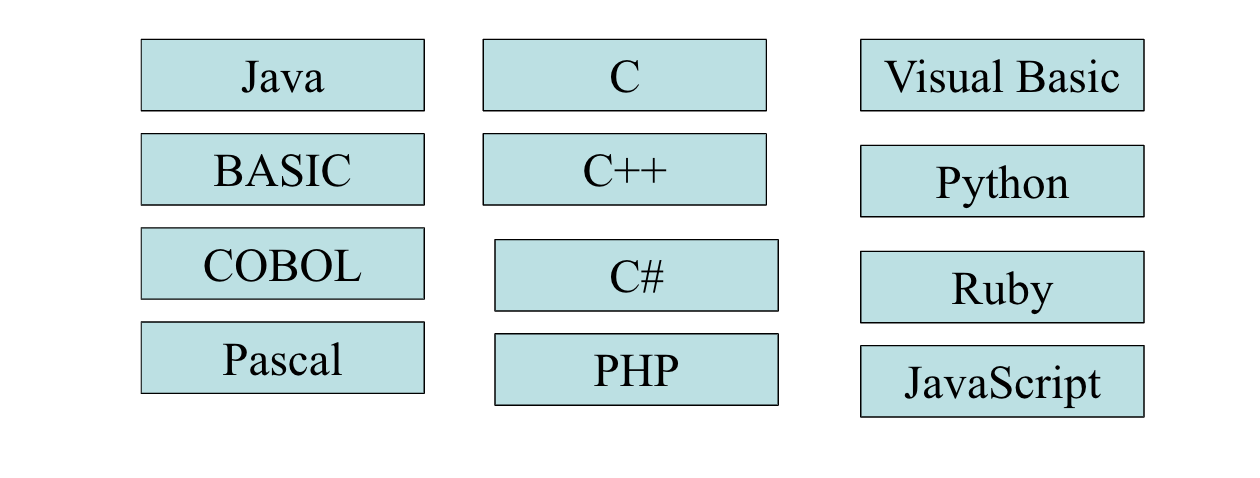 Java
BASIC
COBOL
Pascal
C
C++
C#
PHP
Visual Basic
Python
Ruby
JavaScript